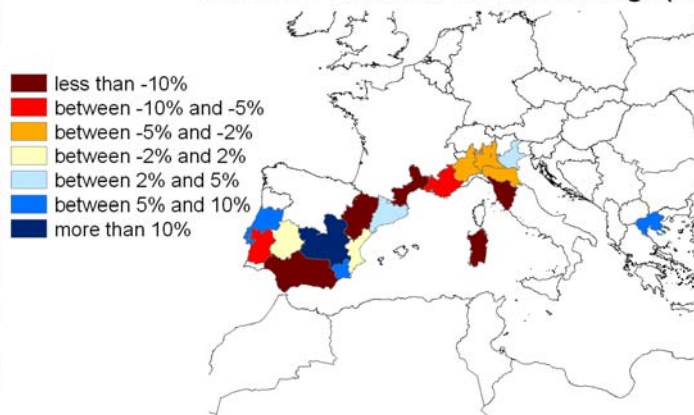 less than -10%
between -10% and -5%
between -5% and -2%
between -2% and 2%
between 2% and 5%
between 5% and 10%
more than 10%